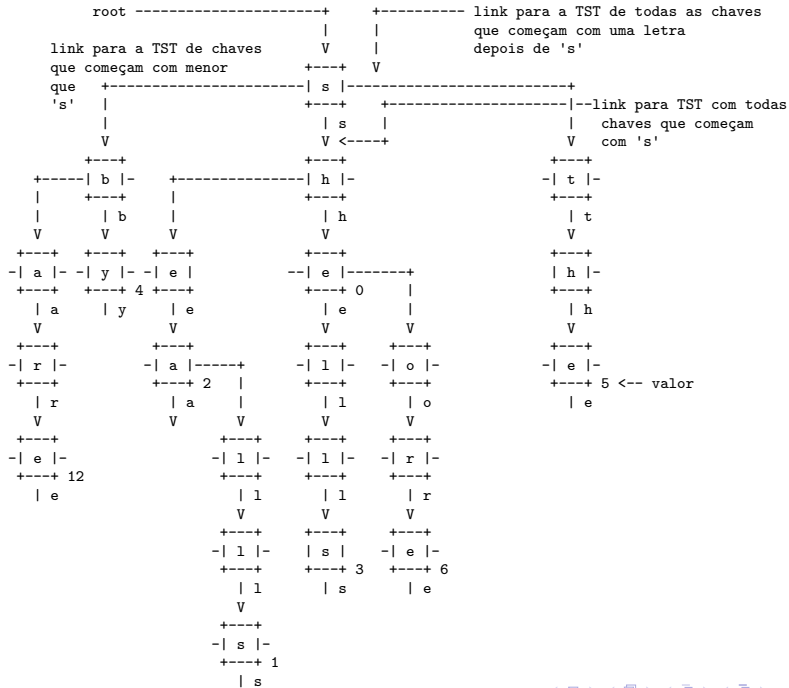 root ---------------------+     +---------- link para a TST de todas as chaves
|     |           que começam com uma letra
link para a TST de chaves       V     |           depois de 's'
que começam com menor         +---+   V
que   +----------------------| s |-------------------------+
's'   |                      +---+    +--------------------|--link para TST com todas
|                        | s    |                    |   chaves que começam
V                        V <----+                    V   com 's'
+---+                    +---+                       +---+
+-----| b |-    +--------------| h |-                     -| t |-
|     +---+     |              +---+                       +---+
|       | b     |                | h                         | t
V       V       V                V                           V
+---+   +---+   +---+            +---+                       +---+
-| a |- -| y |- -| e |          --| e |-------+              | h |-
+---+   +---+ 4 +---+            +---+ 0     |              +---+
| a     | y     | e              | e       |                | h
V               V                V         V                V
+---+           +---+            +---+     +---+            +---+
-| r |-        -| a |-----+     -| l |-   -| o |-          -| e |-
+---+           +---+ 2   |      +---+     +---+            +---+ 5 <-- valor
| r             | a     |        | l       | o              | e
V               V       V        V         V
+---+                   +---+    +---+     +---+
-| e |-                 -| l |-  -| l |-   -| r |-
+---+ 12                +---+    +---+     +---+
| e                     | l      | l       | r
V        V         V
+---+    +---+     +---+
-| l |-   | s |    -| e |-
+---+    +---+ 3   +---+ 6
| l      | s       | e
V
+---+
-| s |-
+---+ 1
| s